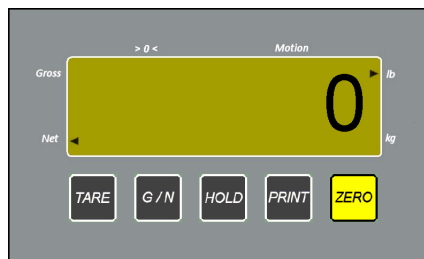 > 0 <
Motion
Gross
lb
0
Net
kg
TARE
G / N
HOLD
PRINT
ZERO